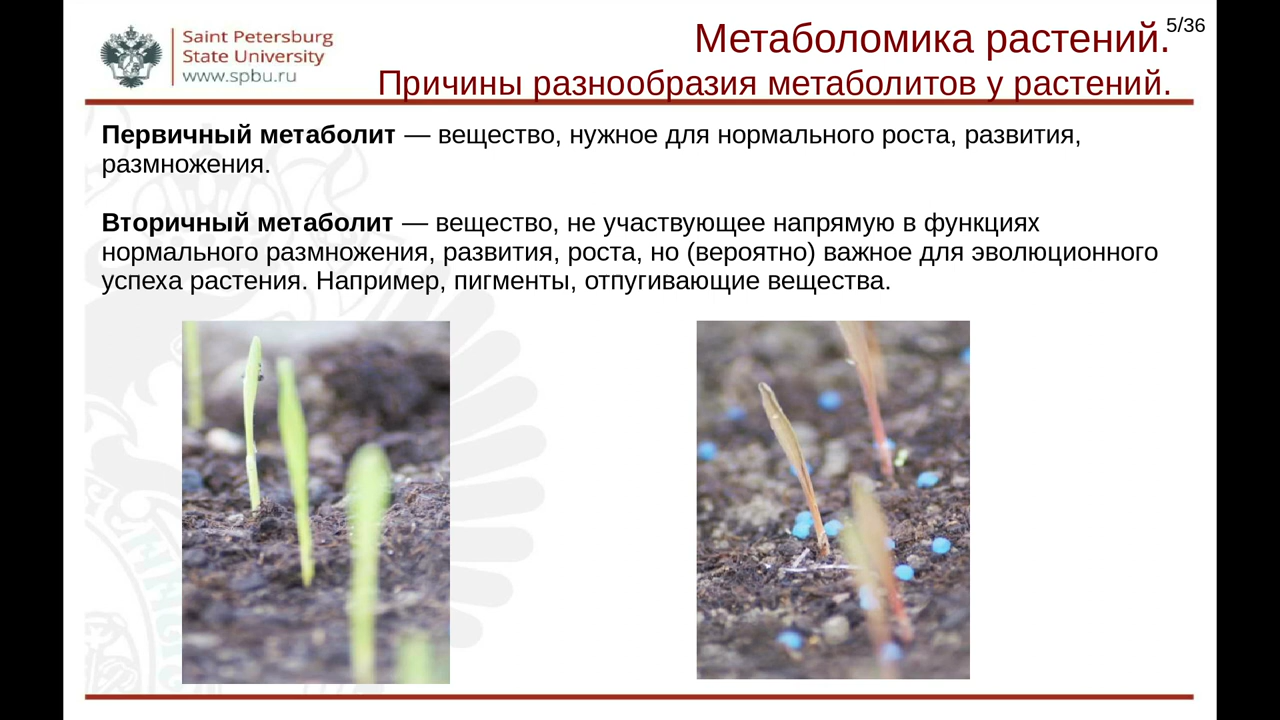 Saint Petersburg
State University
www.spbu.ru
Метаболомика растений.
5/36
Причины разнообразия метаболитов у растений.
Первичный метаболит — вещество, нужное для нормального роста, развития,
размножения.
Вторичный метаболит — вещество, не участвующее напрямую в функциях
нормального размножения, развития, роста, но (вероятно) важное для эволюционного
успеха растения. Например, пигменты, отпугивающие вещества.